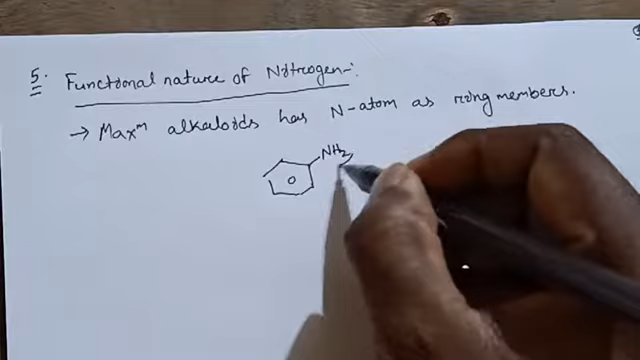 5. Functional nature of Nitrogen-:
→ Maxᵐ alkaloids has N-atom as ring members.
NH₂